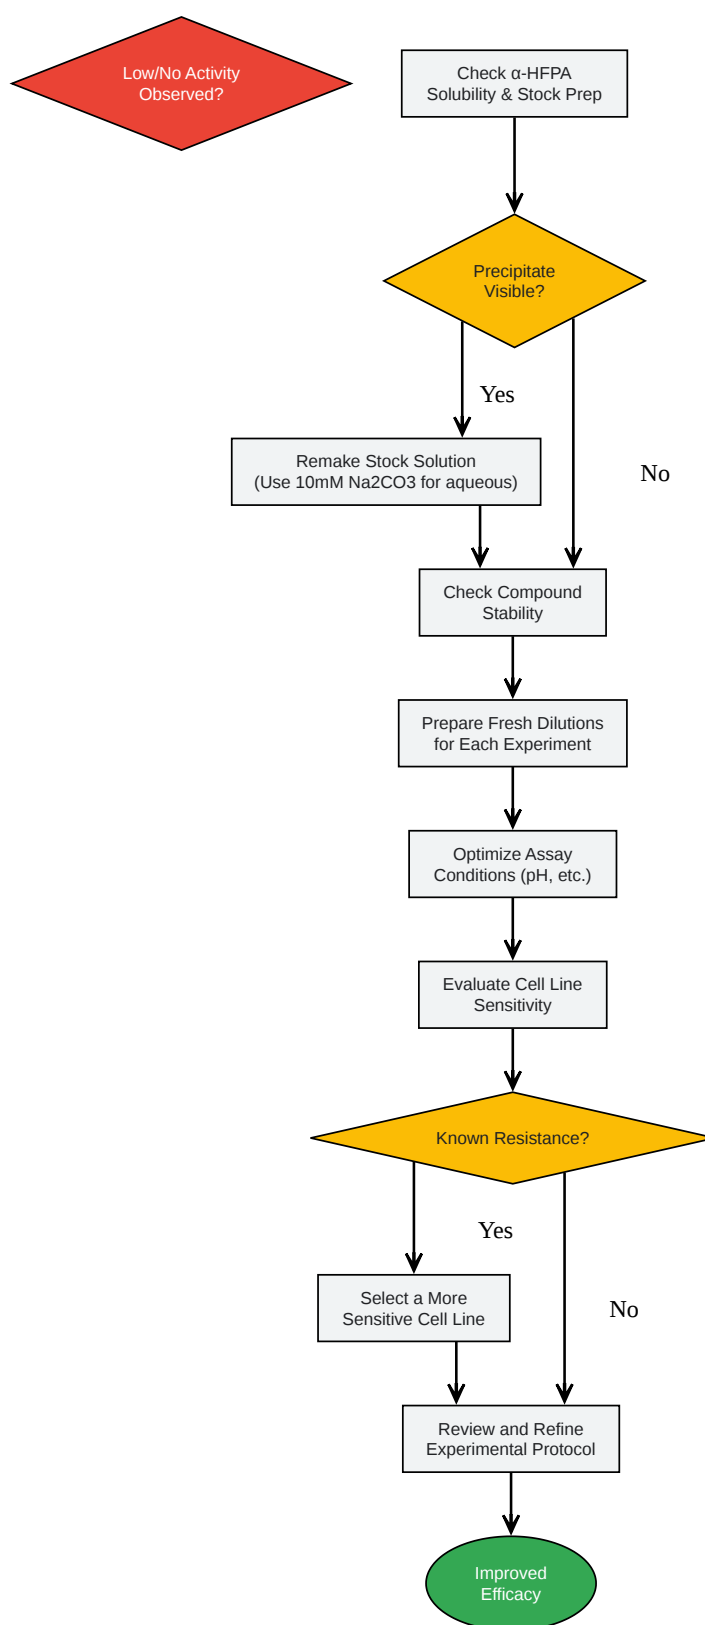 Low/No Activity
Observed?
Check α-HFPA
Solubility & Stock Prep
Precipitate
Visible?
Yes
Remake Stock Solution
(Use 10mM Na2CO3 for aqueous)
No
Check Compound
Stability
Prepare Fresh Dilutions
for Each Experiment
Optimize Assay
Conditions (pH, etc.)
Evaluate Cell Line
Sensitivity
Known Resistance?
Yes
Select a More
Sensitive Cell Line
No
Review and Refine
Experimental Protocol
Improved
Efficacy